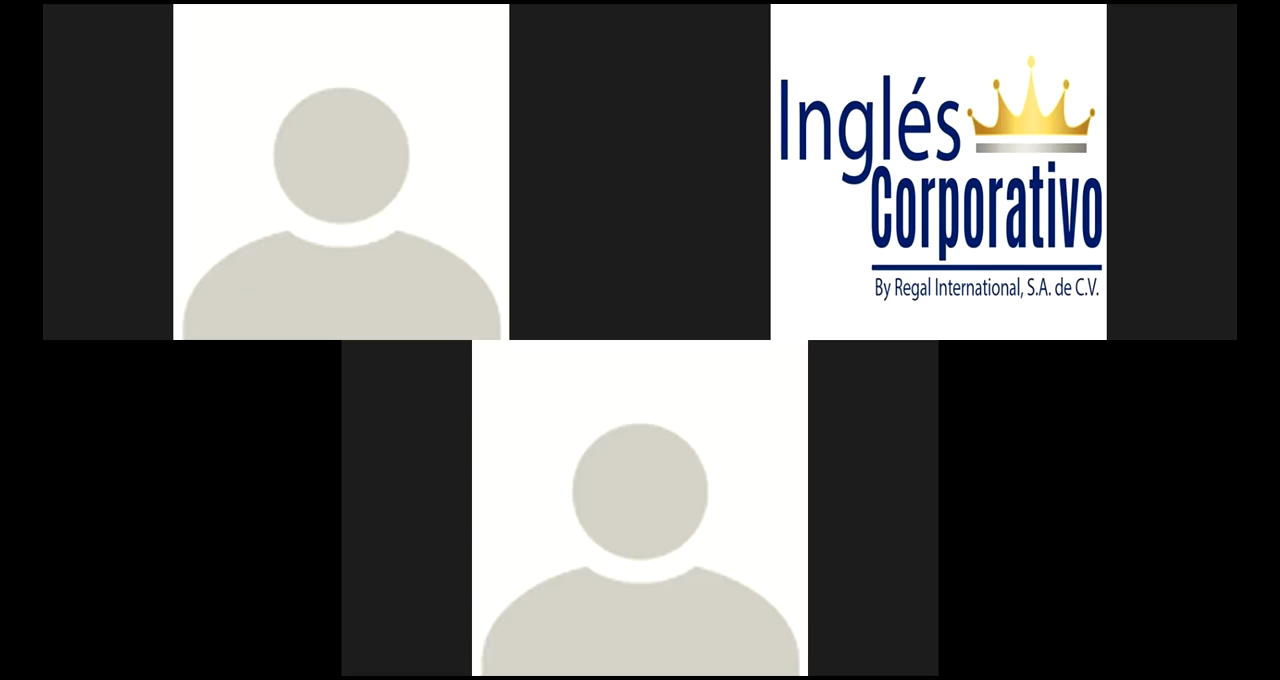 Inglés
Corporativo
By Regal International, S.A. de C.V.